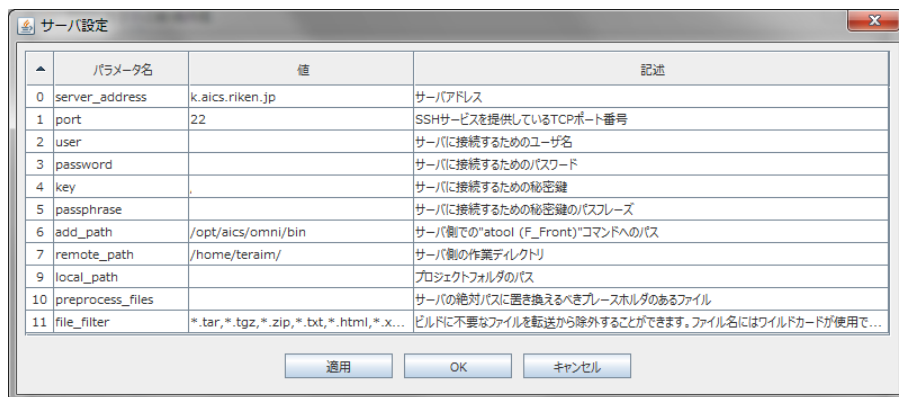 サーバ設定
パラメータ名 値 記述
0 server_address k.aics.riken.jp サーバアドレス
1 port 22 SSHサービスを提供しているTCPポート番号
2 user サーバに接続するためのユーザ名
3 password サーバに接続するためのパスワード
4 key . サーバに接続するための秘密鍵
5 passphrase サーバに接続するための秘密鍵のパスフレーズ
6 add_path /opt/aics/omni/bin サーバ側での"atool (F_Front)"コマンドへのパス
7 remote_path /home/teraim/ サーバ側の作業ディレクトリ
9 local_path プロジェクトフォルダのパス
10 preprocess_files サーバの絶対パスに置き換えるべきプレースホルダのあるファイル
11 file_filter *.tar,*.tgz,*.zip,*.txt,*.html,*.x... ビルドに不要なファイルを転送から除外することができます。ファイル名にはワイルドカードが使用で...
適用 OK キャンセル